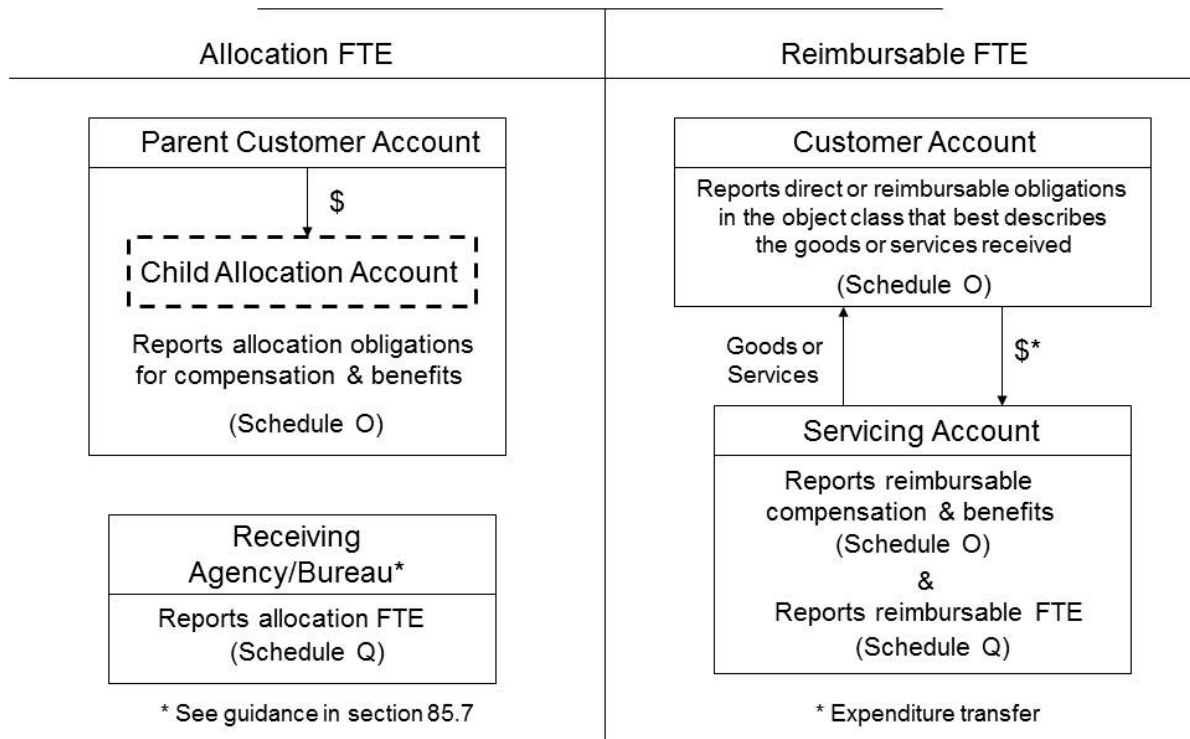 Allocation FTE
Parent Customer Account
$
Child Allocation Account
Reports allocation obligations
for compensation & benefits
(Schedule O)
Receiving
Agency/Bureau*
Reports allocation FTE
(Schedule Q)
* See guidance in section 85.7
Reimbursable FTE
Customer Account
Reports direct or reimbursable obligations
in the object class that best describes
the goods or services received
(Schedule O)
Goods or
Services
$*
Servicing Account
Reports reimbursable
compensation & benefits
(Schedule O)
&
Reports reimbursable FTE
(Schedule Q)
* Expenditure transfer